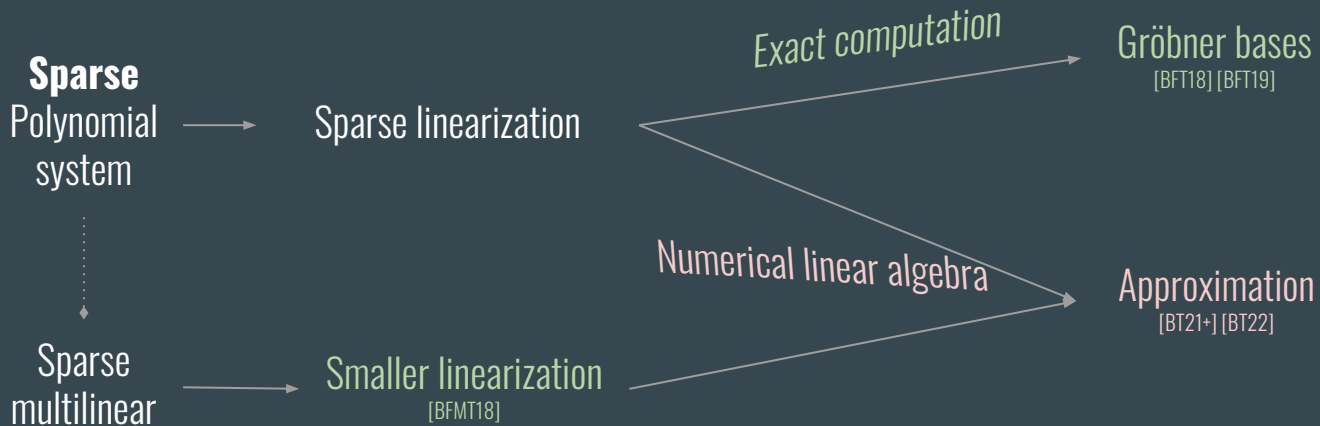 Sparse
Polynomial
system
Sparse linearization
Exact computation
Gröbner bases
[BFT18] [BFT19]
Numerical linear algebra
Approximation
[BT21+] [BT22]
Sparse
multilinear
Smaller linearization
[BFMT18]